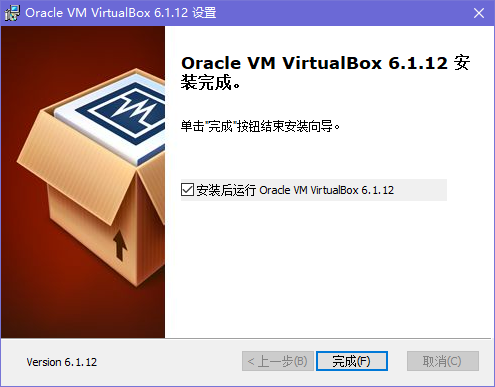 Oracle VM VirtualBox 6.1.12 设置
Oracle VM VirtualBox 6.1.12 安
装完成。
单击"完成"按钮结束安装向导。
安装后运行 Oracle VM VirtualBox 6.1.12
Version 6.1.12
< 上一步(B)
完成(F)
取消(C)